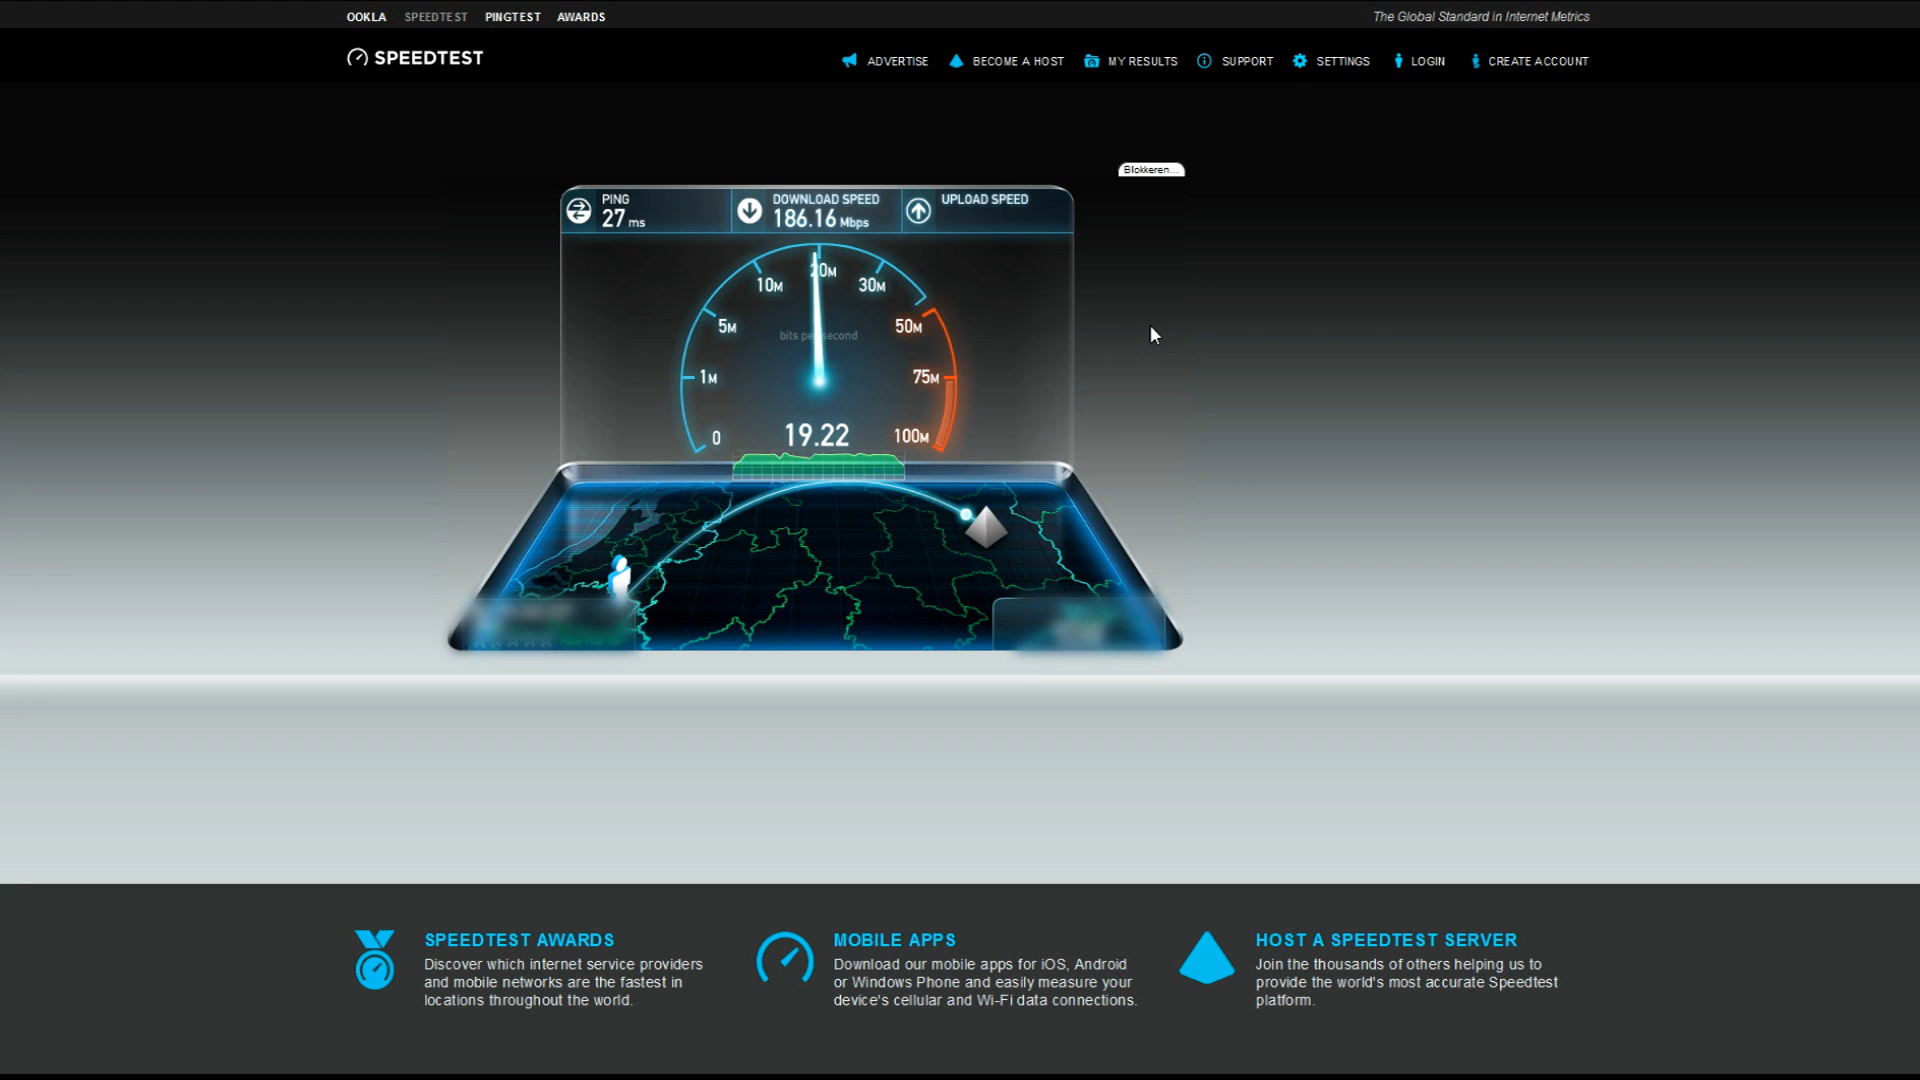 OOKLA SPEEDTEST PINGTEST AWARDS
The Global Standard in Internet Metrics
SPEEDTEST
ADVERTISE BECOME A HOST MY RESULTS SUPPORT SETTINGS LOGIN CREATE ACCOUNT
Blokkeren...
PING
27 ms
DOWNLOAD SPEED
186.16 Mbps
UPLOAD SPEED
20M
10M
30M
5M
50M
bits per second
1M
75M
0
19.22
100M
SPEEDTEST AWARDS
Discover which internet service providers
and mobile networks are the fastest in
locations throughout the world.
MOBILE APPS
Download our mobile apps for iOS, Android
or Windows Phone and easily measure your
device's cellular and Wi-Fi data connections.
HOST A SPEEDTEST SERVER
Join the thousands of others helping us to
provide the world's most accurate Speedtest
platform.